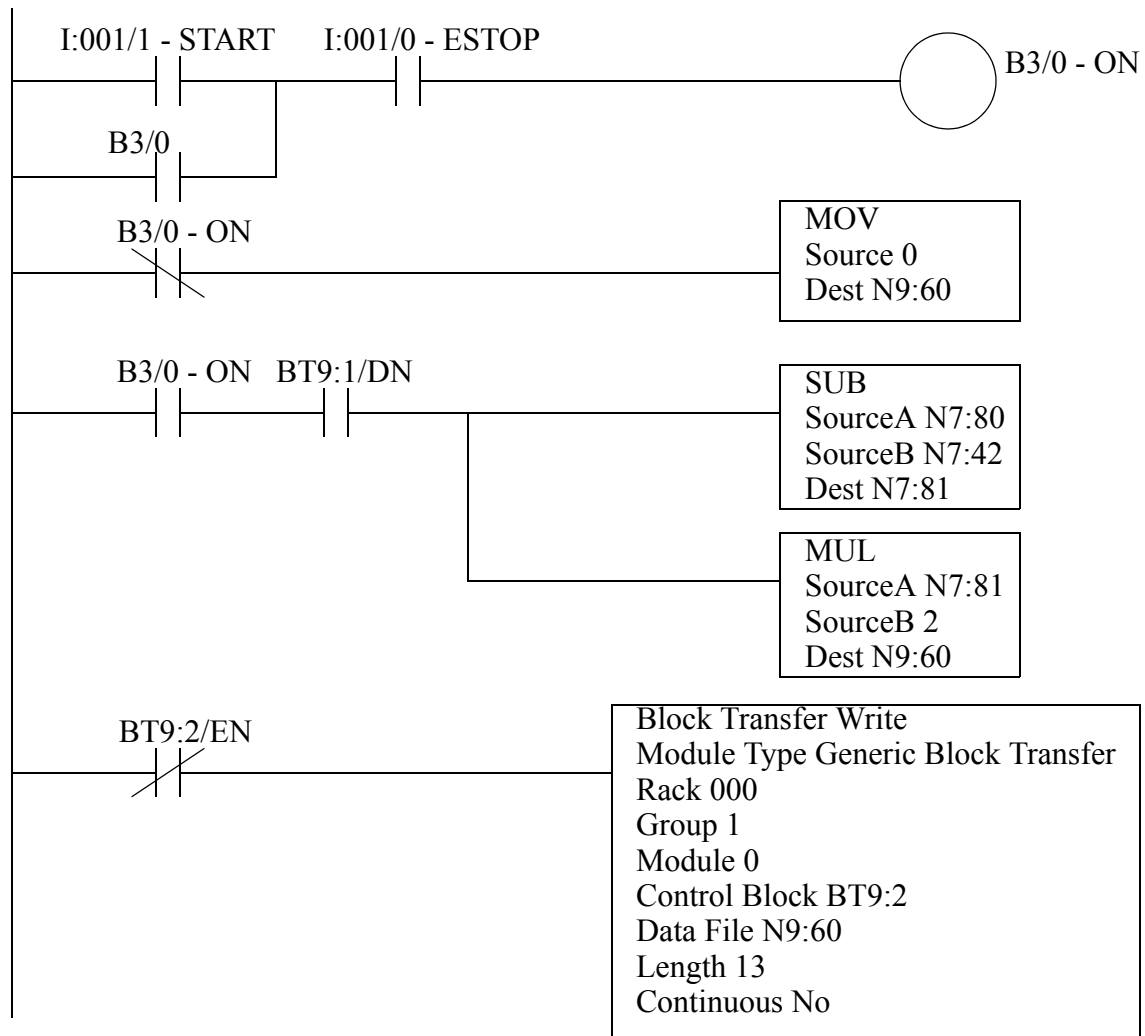 I:001/1 - START I:001/0 - ESTOP
B3/0 - ON
B3/0
B3/0 - ON
MOV
Source 0
Dest N9:60
B3/0 - ON BT9:1/DN
SUB
SourceA N7:80
SourceB N7:42
Dest N7:81
MUL
SourceA N7:81
SourceB 2
Dest N9:60
BT9:2/EN
Block Transfer Write
Module Type Generic Block Transfer
Rack 000
Group 1
Module 0
Control Block BT9:2
Data File N9:60
Length 13
Continuous No